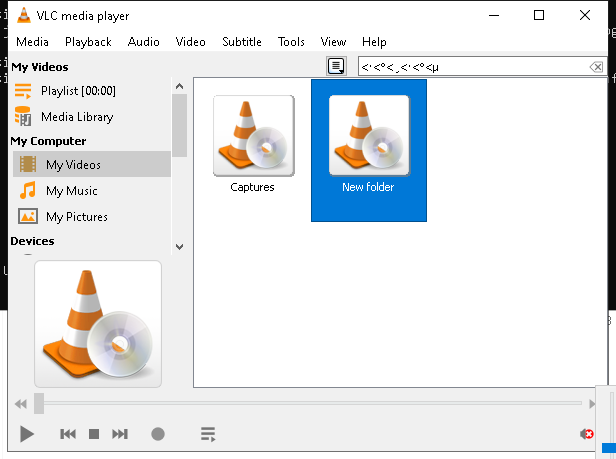 VLC media player
Media Playback Audio Video Subtitle Tools View Help
My Videos
Playlist [00:00]
Media Library
My Computer
My Videos
My Music
My Pictures
Devices
Captures
New folder